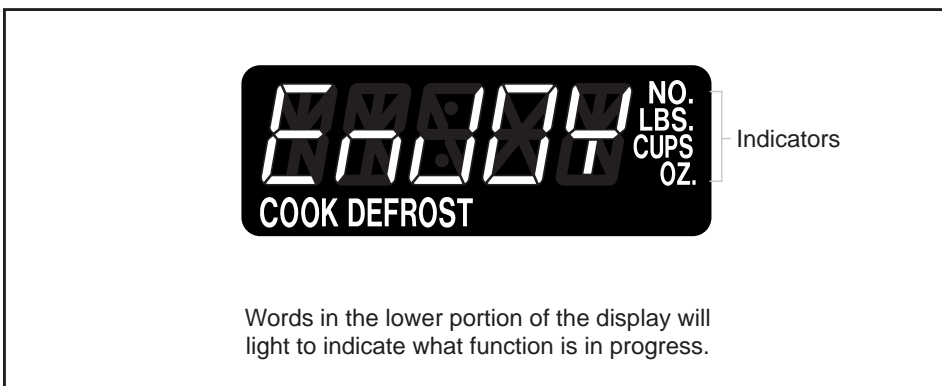 EnJOY
NO.
LBS.
CUPS
OZ.
Indicators
COOK DEFROST
Words in the lower portion of the display will
light to indicate what function is in progress.